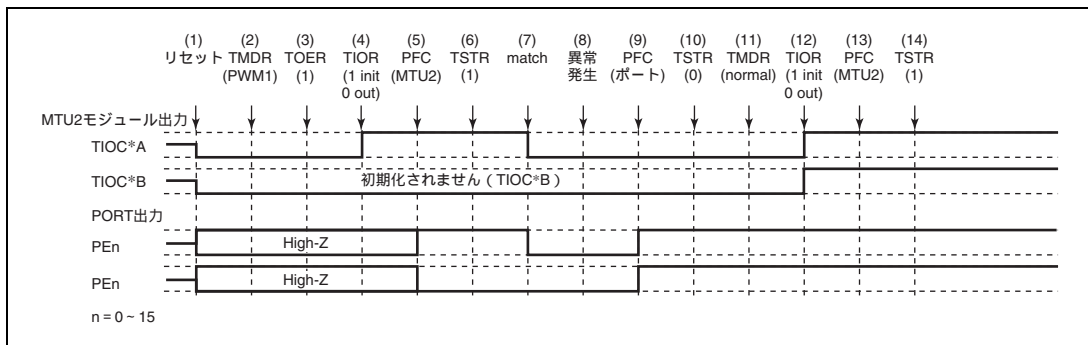 (1) (2) (3) (4) (5) (6) (7) (8) (9) (10) (11) (12) (13) (14)
リセット TMDR TOER TIOR PFC TSTR match 異常 PFC TSTR TMDR TIOR PFC TSTR
(PWM1) (1) (1 init (MTU2) (1) 発生 (ポート) (0) (normal) (1 init (MTU2) (1)
0 out) 0 out)
MTU2モジュール出力
TIOC*A
TIOC*B 初期化されません(TIOC*B)
PORT出力
PEn High-Z
PEn High-Z
n = 0 ~ 15